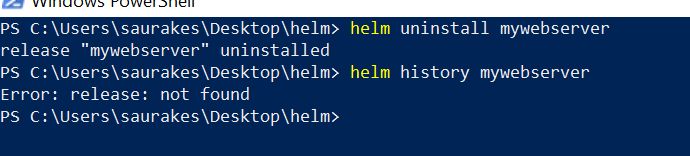 Windows PowerShell
PS C:\Users\saurakes\Desktop\helm> helm uninstall mywebserver
release "mywebserver" uninstalled
PS C:\Users\saurakes\Desktop\helm> helm history mywebserver
Error: release: not found
PS C:\Users\saurakes\Desktop\helm>